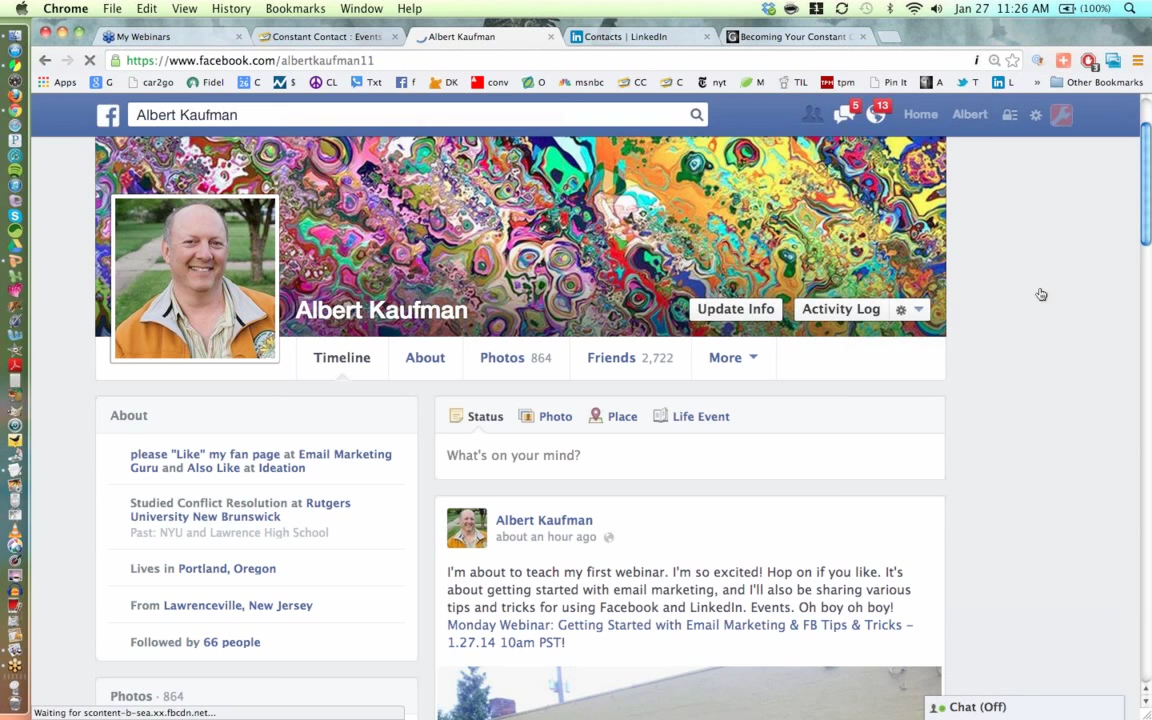 Chrome File Edit View History Bookmarks Window Help Jan 27 11:26 AM (100%)
My Webinars Constant Contact : Events Albert Kaufman Contacts | LinkedIn Becoming Your Constant C
https://www.facebook.com/albertkaufman11
Apps G car2go Fidel C S CL Txt f DK conv O msnbc CC C nyt M TIL tpm Pin It A T L » Other Bookmarks
Albert Kaufman 5 13 Home Albert
Albert Kaufman Update Info Activity Log
Timeline About Photos 864 Friends 2,722 More
About
Status Photo Place Life Event
What's on your mind?
please "Like" my fan page at Email Marketing
Guru and Also Like at Ideation
Studied Conflict Resolution at Rutgers
University New Brunswick
Past: NYU and Lawrence High School
Lives in Portland, Oregon
From Lawrenceville, New Jersey
Followed by 66 people
Photos · 864
Albert Kaufman
about an hour ago
I'm about to teach my first webinar. I'm so excited! Hop on if you like. It's
about getting started with email marketing, and I'll also be sharing various
tips and tricks for using Facebook and LinkedIn. Events. Oh boy oh boy!
Monday Webinar: Getting Started with Email Marketing & FB Tips & Tricks –
1.27.14 10am PST!
Chat (Off)
Waiting for scontent-b-sea.xx.fbcdn.net...